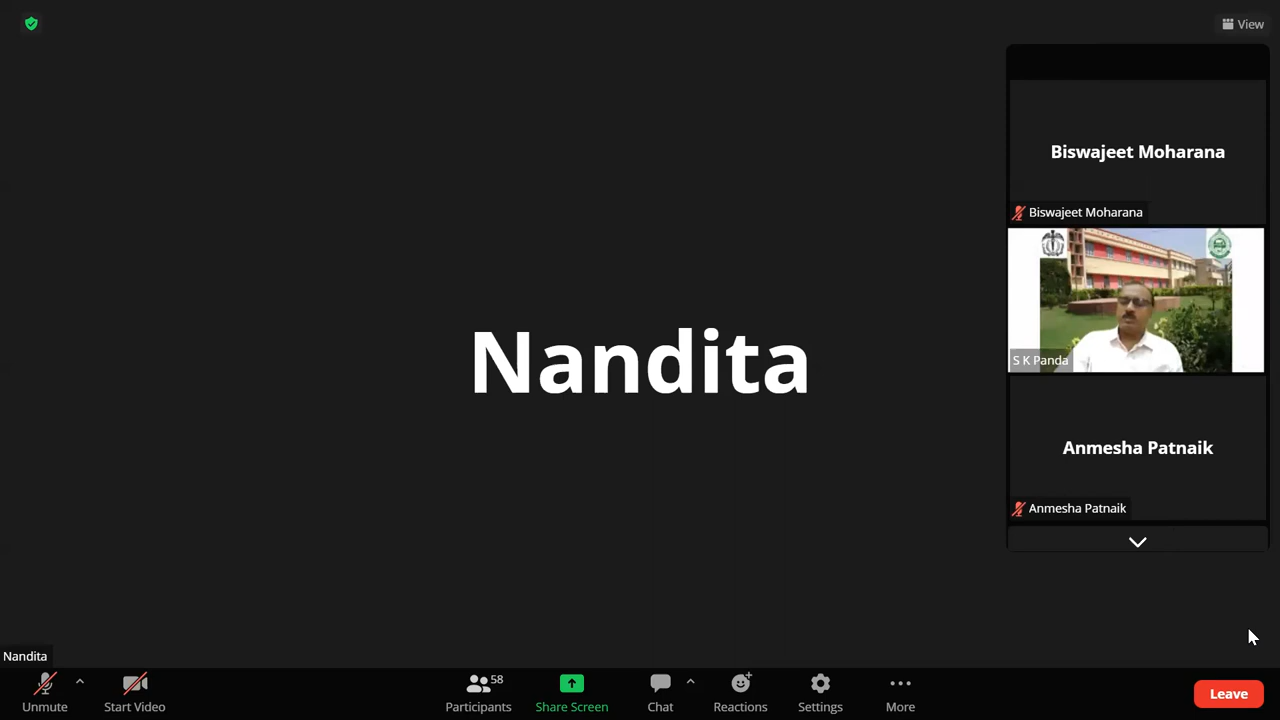 View
Biswajeet Moharana
Biswajeet Moharana
S K Panda
Nandita
Anmesha Patnaik
Anmesha Patnaik
Nandita
Unmute
Start Video
58
Participants
Share Screen
Chat
Reactions
Settings
More
Leave